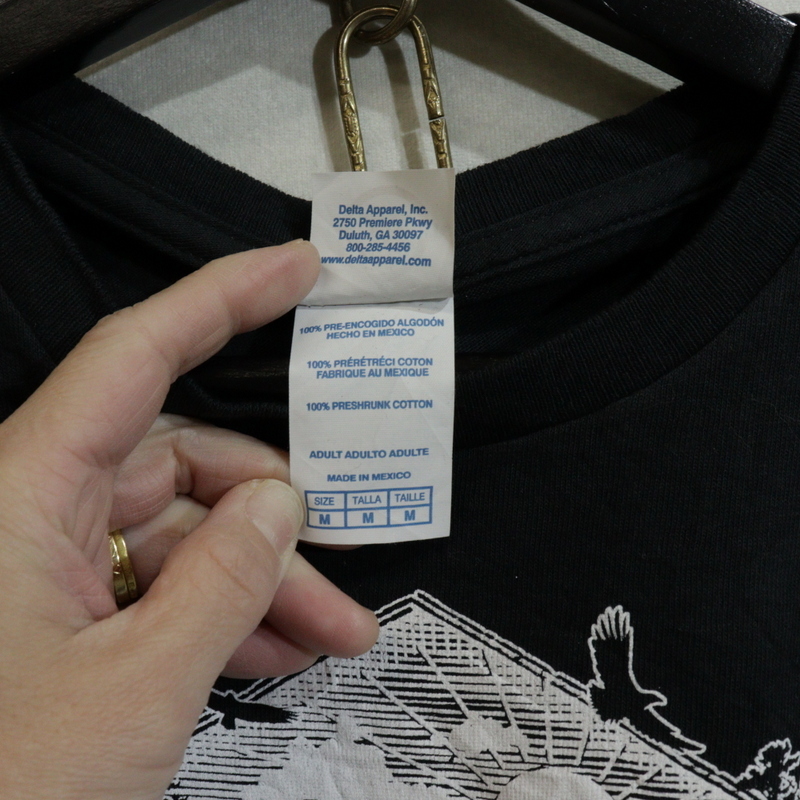 Delta Apparel, Inc.
2750 Premiere Pkwy
Duluth, GA 30097
800-285-4456
www.deltaapparel.com
100% PRE-ENCOGIDO ALGODÓN
HECHO EN MEXICO
100% PRÉRÉTRÉCI COTON
FABRIQUE AU MEXIQUE
100% PRESHRUNK COTTON
ADULT ADULTO ADULTE
MADE IN MEXICO
SIZE TALLA TAILLE
M M M